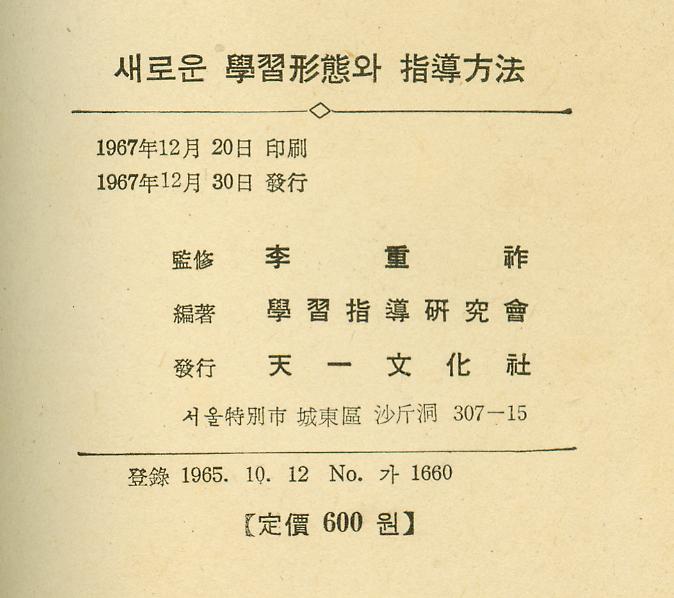 새로운 學習形態와 指導方法
1967年12月 20日 印刷
1967年12月 30日 發行
監修 李重祚
編著 學習指導硏究會
發行 天一文化社
서울特別市 城東區 沙斤洞 307-15
登錄 1965. 10. 12 No. 가 1660
〖定價 600 원〗